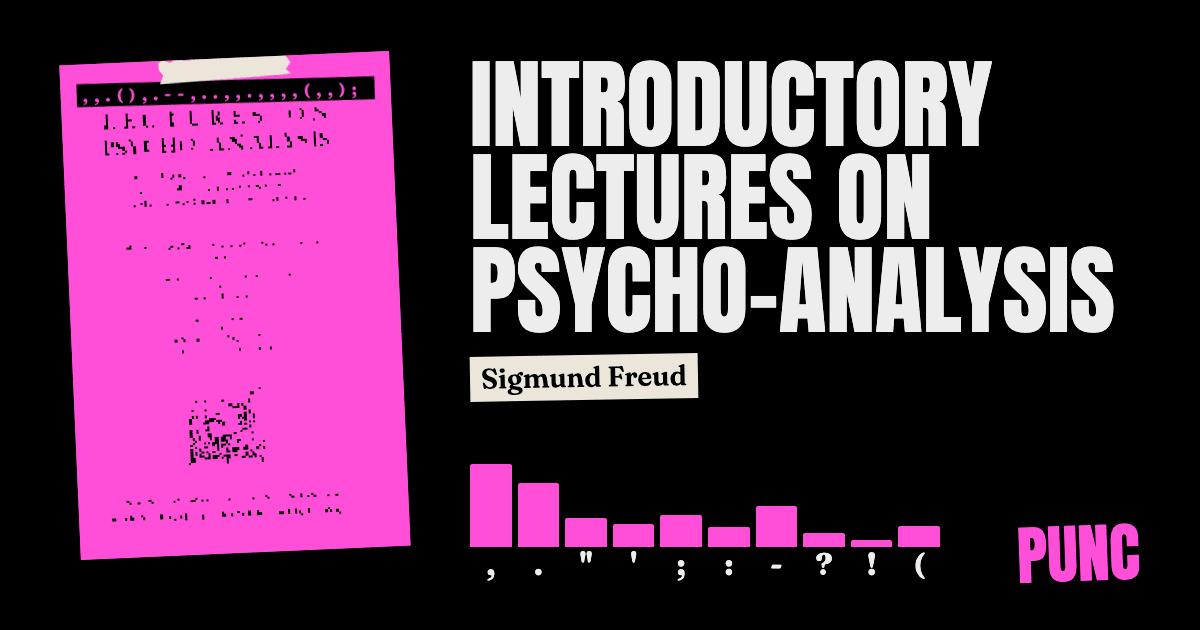 ,,.(),.--,..,,.,,,,(,,);
LECTURES ON
PSYCHO-ANALYSIS
INTRODUCTORY
LECTURES ON
PSYCHO-ANALYSIS
Sigmund Freud
, . " ' ; : - ? ! (
PUNC